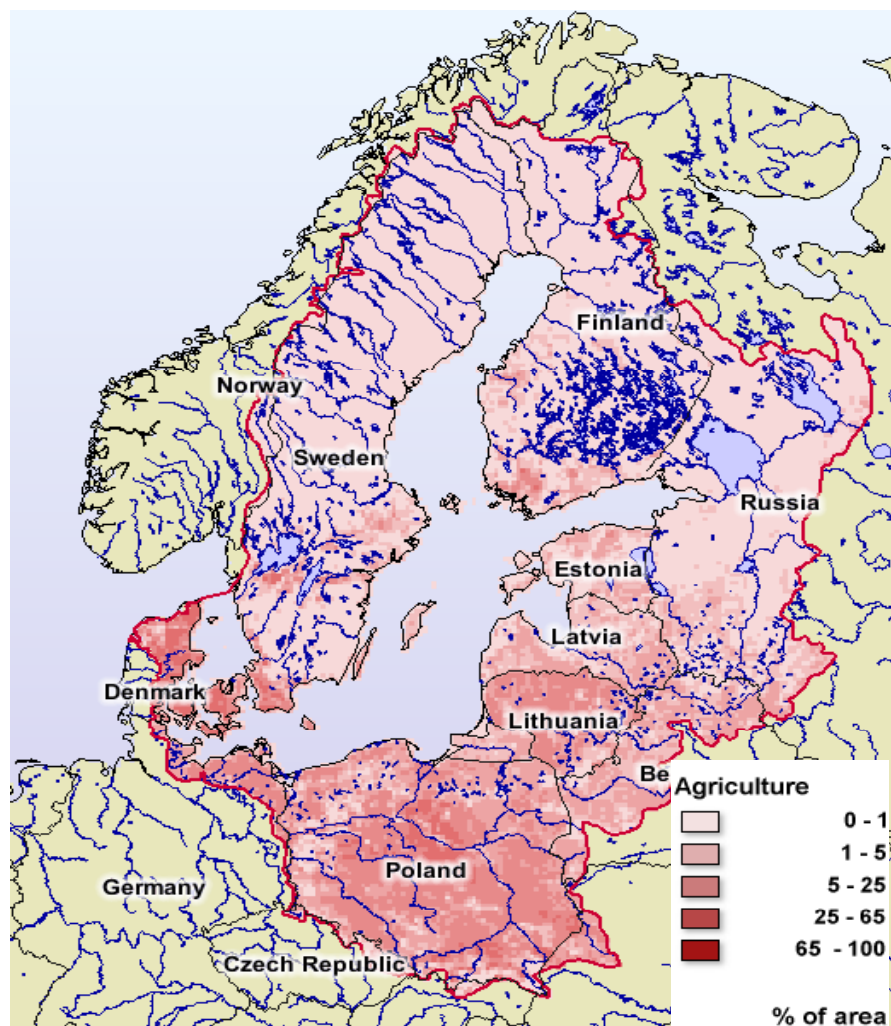 Finland
Norway
Sweden
Russia
Estonia
Latvia
Denmark
Lithuania
Be
Agriculture
0 - 1
1 - 5
5 - 25
25 - 65
65 - 100
% of area
Poland
Germany
Czech Republic